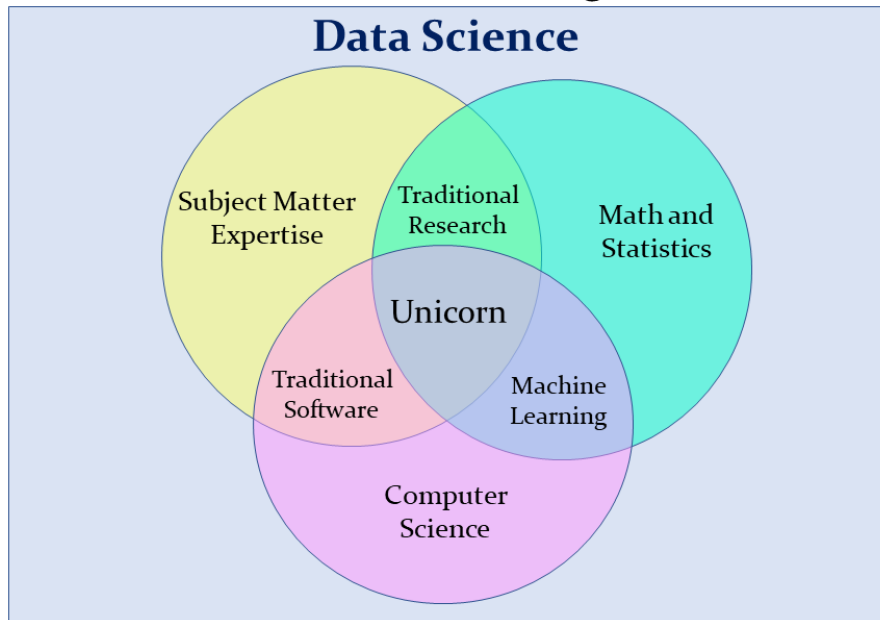 Data Science
Subject Matter
Expertise
Traditional
Research
Math and
Statistics
Unicorn
Traditional
Software
Machine
Learning
Computer
Science